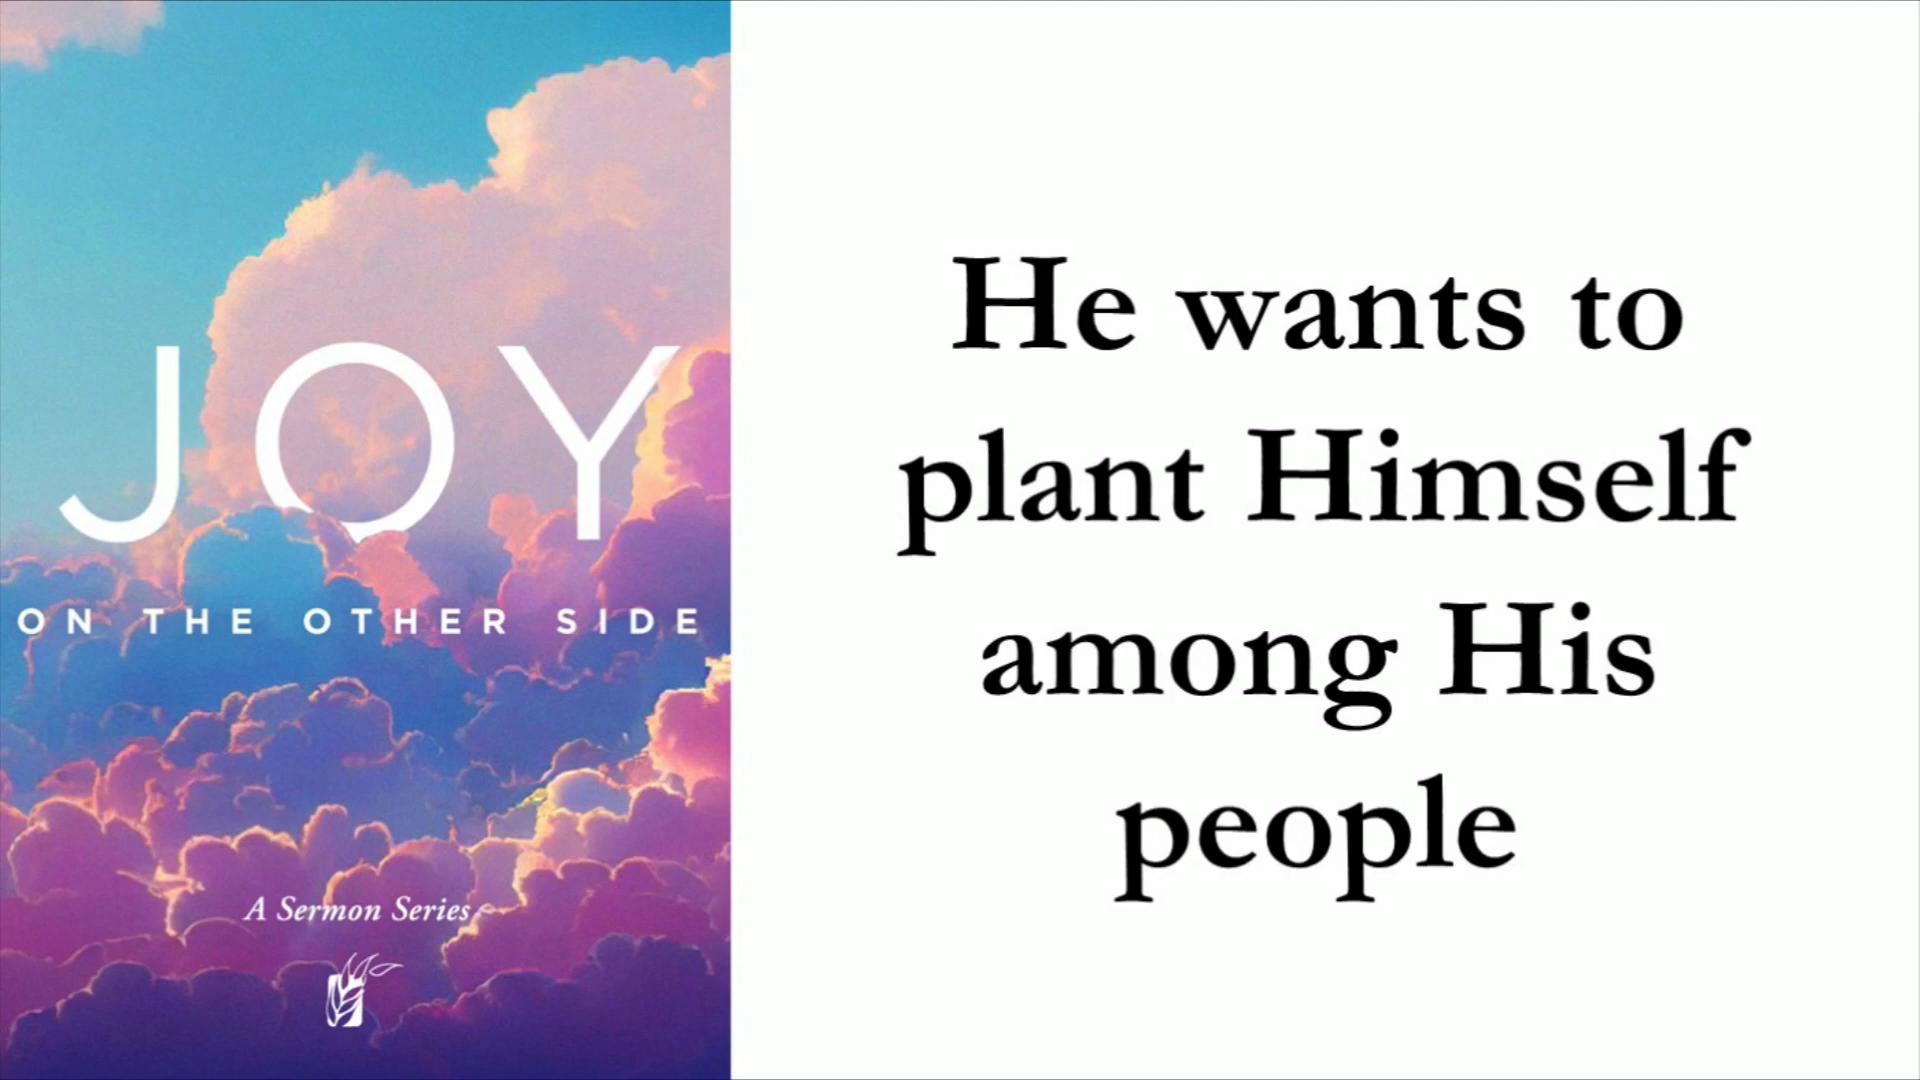 JOY
ON THE OTHER SIDE
A Sermon Series
He wants to
plant Himself
among His
people